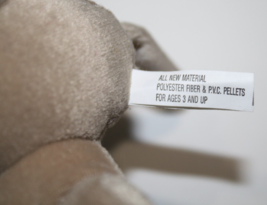 ALL NEW MATERIAL
POLYESTER FIBER & P.V.C. PELLETS
FOR AGES 3 AND UP